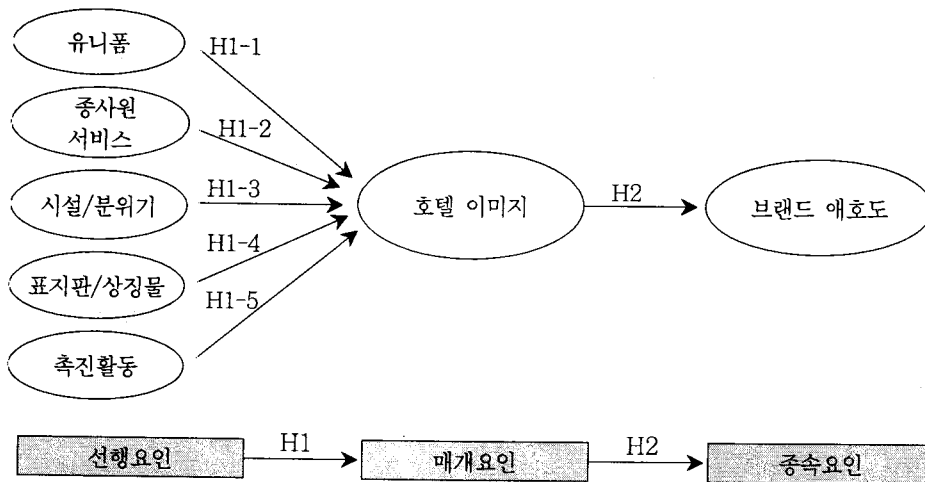 유니폼
H1-1
종사원
서비스
H1-2
시설/분위기
H1-3
호텔 이미지
H2
브랜드 애호도
H1-4
표지판/상징물
H1-5
촉진활동
선행요인
H1
매개요인
H2
종속요인